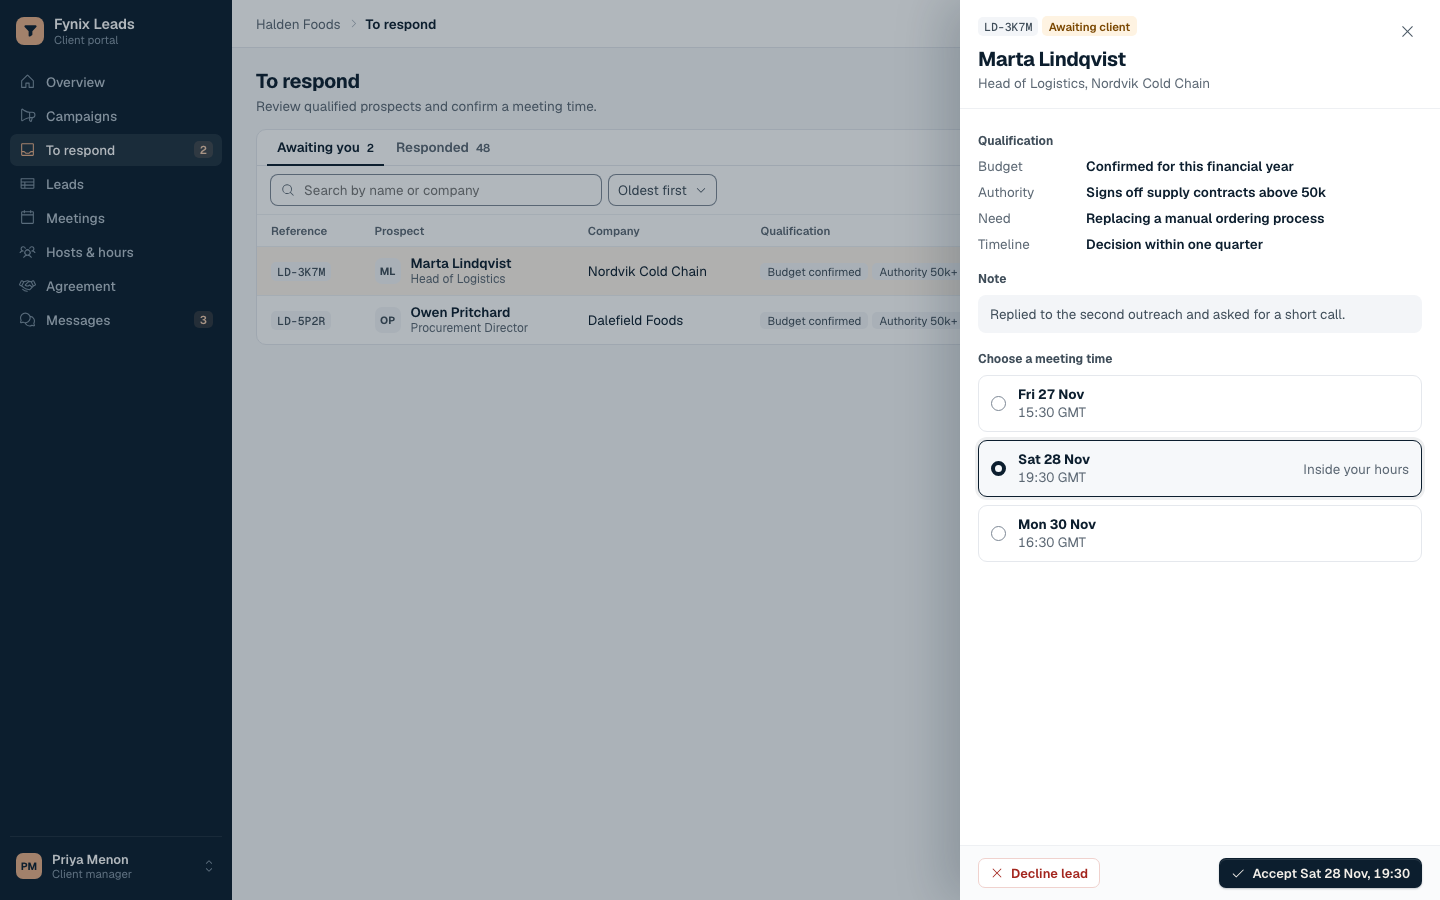 Fynix Leads
Client portal
Overview
Campaigns
To respond 2
Leads
Meetings
Hosts & hours
Agreement
Messages 3
PM
Priya Menon
Client manager
Halden Foods To respond
To respond
Review qualified prospects and confirm a meeting time.
Awaiting you 2 Responded 48
Search by name or company Oldest first
Reference Prospect Company Qualification
LD-3K7M ML Marta Lindqvist Nordvik Cold Chain Budget confirmed Authority 50k+
Head of Logistics
LD-5P2R OP Owen Pritchard Dalefield Foods Budget confirmed Authority 50k+
Procurement Director
LD-3K7M Awaiting client
Marta Lindqvist
Head of Logistics, Nordvik Cold Chain
Qualification
Budget Confirmed for this financial year
Authority Signs off supply contracts above 50k
Need Replacing a manual ordering process
Timeline Decision within one quarter
Note
Replied to the second outreach and asked for a short call.
Choose a meeting time
Fri 27 Nov
15:30 GMT
Sat 28 Nov
19:30 GMT
Inside your hours
Mon 30 Nov
16:30 GMT
Decline lead
Accept Sat 28 Nov, 19:30